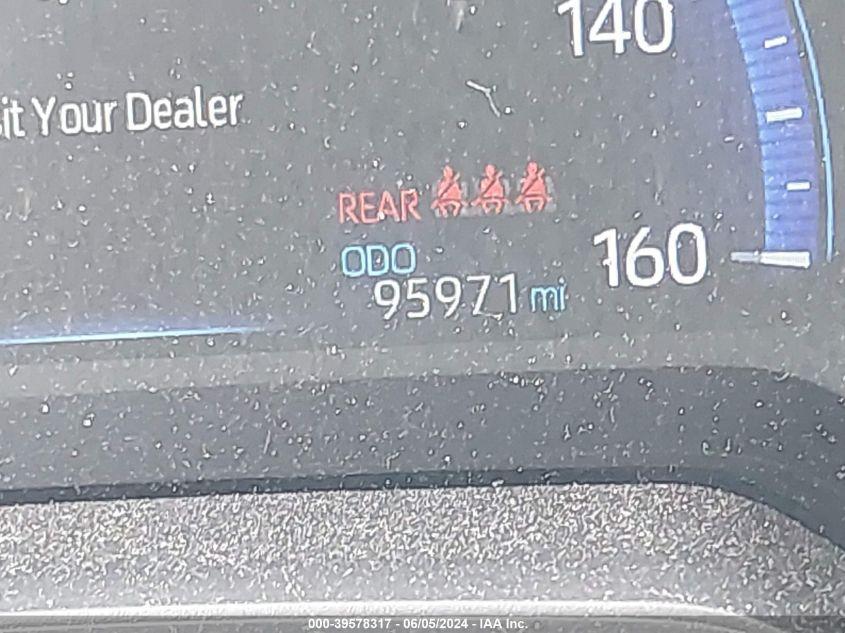 140
it Your Dealer
REAR
ODO
95971 mi
160
000-39578317 - 06/05/2024 - IAA Inc.